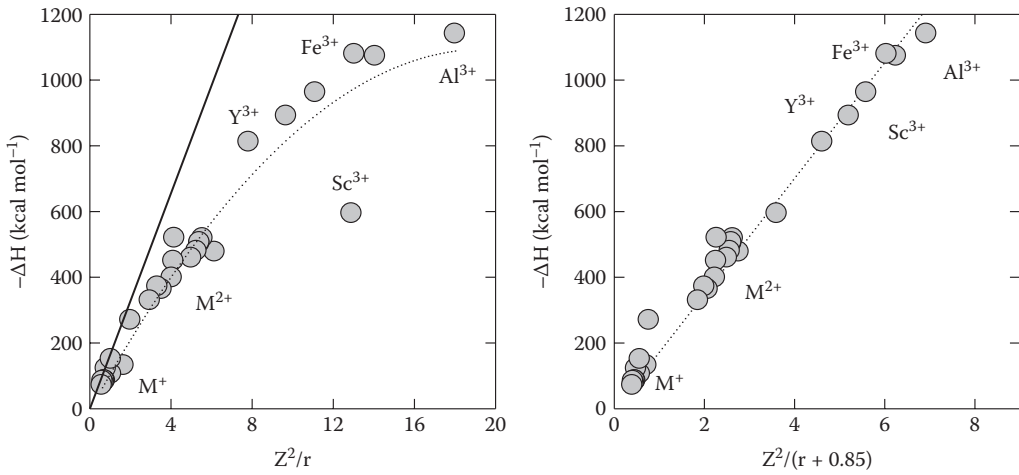 −ΔH (kcal mol⁻¹)
1200
1000
800
600
400
200
0
Fe³⁺
Al³⁺
Y³⁺
Sc³⁺
M²⁺
M⁺
0 4 8 12 16 20
Z²/r
−ΔH (kcal mol⁻¹)
1200
1000
800
600
400
200
0
Fe³⁺
Al³⁺
Y³⁺
Sc³⁺
M²⁺
M⁺
0 2 4 6 8
Z²/(r + 0.85)